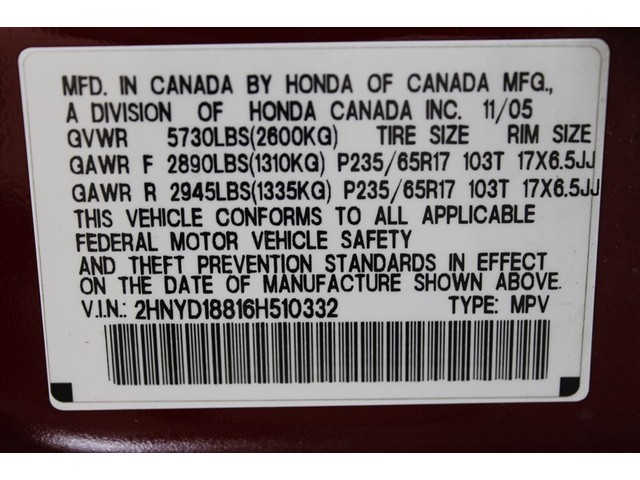 MFD. IN CANADA BY HONDA OF CANADA MFG.,
A DIVISION OF HONDA CANADA INC. 11/05
GVWR 5730LBS(2600KG) TIRE SIZE RIM SIZE
GAWR F 2890LBS(1310KG) P235/65R17 103T 17X6.5JJ
GAWR R 2945LBS(1335KG) P235/65R17 103T 17X6.5JJ
THIS VEHICLE CONFORMS TO ALL APPLICABLE
FEDERAL MOTOR VEHICLE SAFETY
AND THEFT PREVENTION STANDARDS IN EFFECT
ON THE DATE OF MANUFACTURE SHOWN ABOVE.
V.I.N.: 2HNYD18816H510332 TYPE: MPV